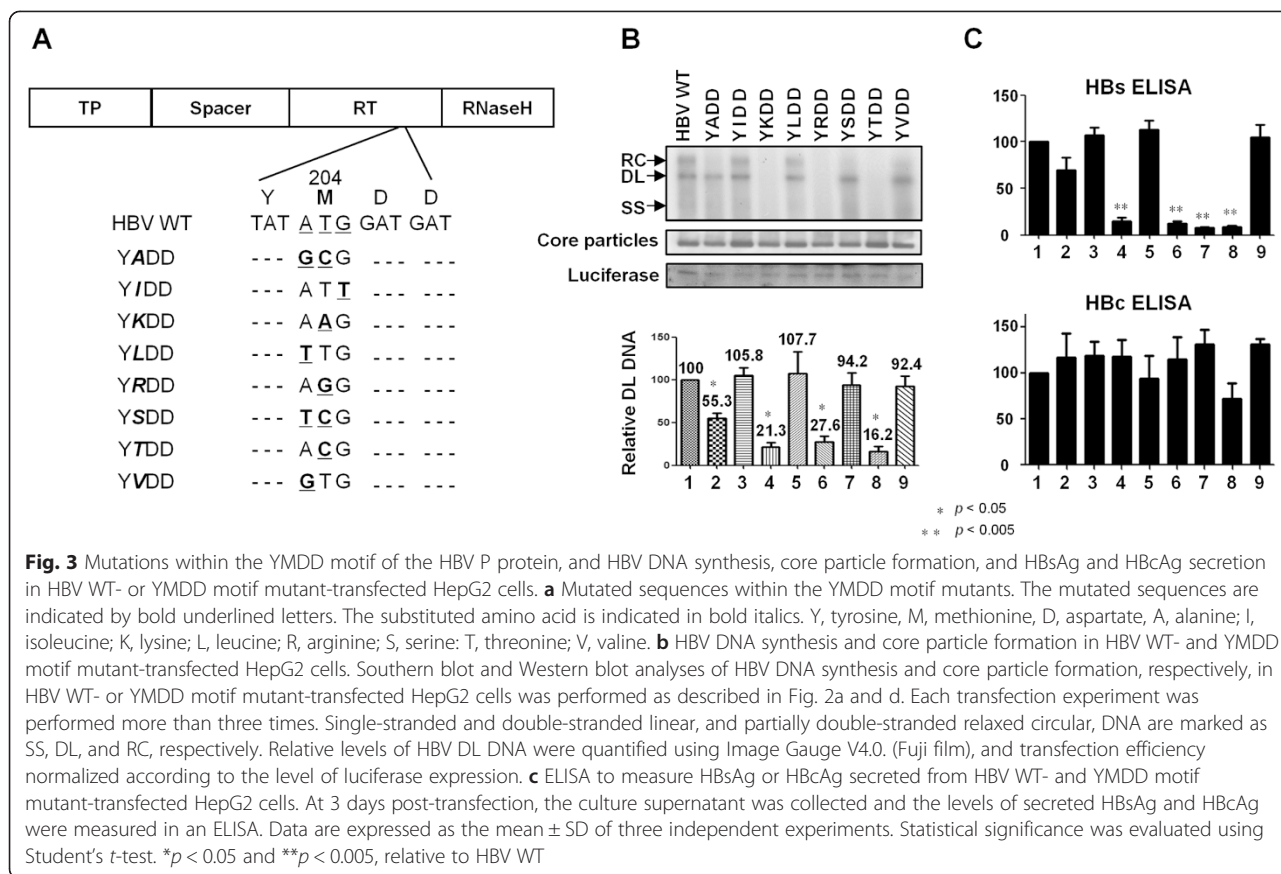 A
TP Spacer RT RNaseH
204
Y M D D
HBV WT TAT ATG GAT GAT
YADD --- GCG --- ---
YIDD --- ATT --- ---
YKDD --- AAG --- ---
YLDD --- TTG --- ---
YRDD --- AGG --- ---
YSDD --- TCG --- ---
YTDD --- ACG --- ---
YVDD --- GTG --- ---
B
HBV WT YADD YIDD YKDD YLDD YRDD YSDD YTDD YVDD
RC
DL
SS
Core particles
Luciferase
Relative DL DNA
150
100
50
0
100 55.3 105.8 21.3 107.7 27.6 94.2 16.2 92.4
* * * *
1 2 3 4 5 6 7 8 9
* p < 0.05
** p < 0.005
C
HBs ELISA
150
100
50
0
** ** ** **
1 2 3 4 5 6 7 8 9
HBc ELISA
150
100
50
0
1 2 3 4 5 6 7 8 9
Fig. 3 Mutations within the YMDD motif of the HBV P protein, and HBV DNA synthesis, core particle formation, and HBsAg and HBcAg secretion
in HBV WT- or YMDD motif mutant-transfected HepG2 cells. a Mutated sequences within the YMDD motif mutants. The mutated sequences are
indicated by bold underlined letters. The substituted amino acid is indicated in bold italics. Y, tyrosine, M, methionine, D, aspartate, A, alanine; I,
isoleucine; K, lysine; L, leucine; R, arginine; S, serine: T, threonine; V, valine. b HBV DNA synthesis and core particle formation in HBV WT- and YMDD
motif mutant-transfected HepG2 cells. Southern blot and Western blot analyses of HBV DNA synthesis and core particle formation, respectively, in
HBV WT- or YMDD motif mutant-transfected HepG2 cells was performed as described in Fig. 2a and d. Each transfection experiment was
performed more than three times. Single-stranded and double-stranded linear, and partially double-stranded relaxed circular, DNA are marked as
SS, DL, and RC, respectively. Relative levels of HBV DL DNA were quantified using Image Gauge V4.0. (Fuji film), and transfection efficiency
normalized according to the level of luciferase expression. c ELISA to measure HBsAg or HBcAg secreted from HBV WT- and YMDD motif
mutant-transfected HepG2 cells. At 3 days post-transfection, the culture supernatant was collected and the levels of secreted HBsAg and HBcAg
were measured in an ELISA. Data are expressed as the mean ± SD of three independent experiments. Statistical significance was evaluated using
Student's t-test. *p < 0.05 and **p < 0.005, relative to HBV WT